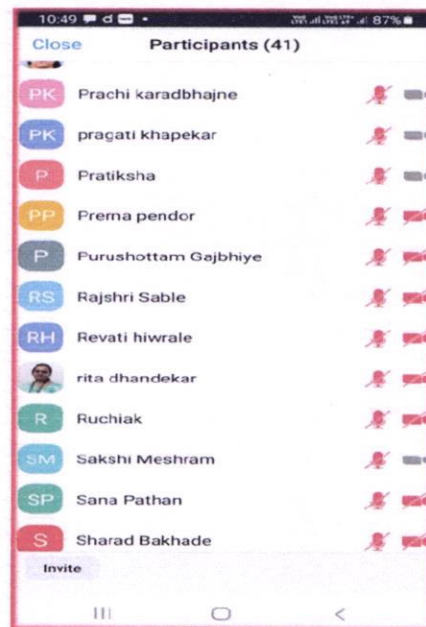 10:49 87%
Close Participants (41)
PK Prachi karadbhajne
PK pragati khapekar
P Pratiksha
PP Prerna pendor
P Purushottam Gajbhiye
RS Rajshri Sable
RH Revati hiwrale
rita dhandekar
R Ruchiak
SM Sakshi Meshram
SP Sana Pathan
S Sharad Bakhade
Invite